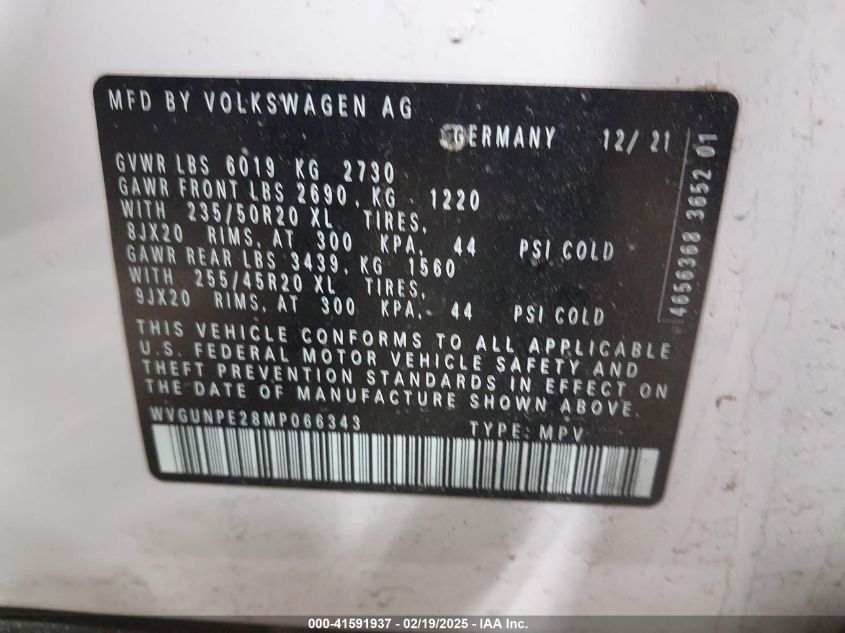 MFD BY VOLKSWAGEN AG
GERMANY 12/ 21
GVWR LBS 6019 KG 2730
GAWR FRONT LBS 2690, KG 1220
WITH 235/50R20 XL TIRES,
8JX20 RIMS, AT 300 KPA, 44 PSI COLD
GAWR REAR LBS 3439, KG 1560
WITH 255/45R20 XL TIRES,
9JX20 RIMS, AT 300 KPA, 44 PSI COLD
THIS VEHICLE CONFORMS TO ALL APPLICABLE
U.S. FEDERAL MOTOR VEHICLE SAFETY AND
THEFT PREVENTION STANDARDS IN EFFECT ON
THE DATE OF MANUFACTURE SHOWN ABOVE.
WVGUNPE28MP066343 TYPE: MPV
4656368 3652 01
000-41591937 - 02/19/2025 - IAA Inc.